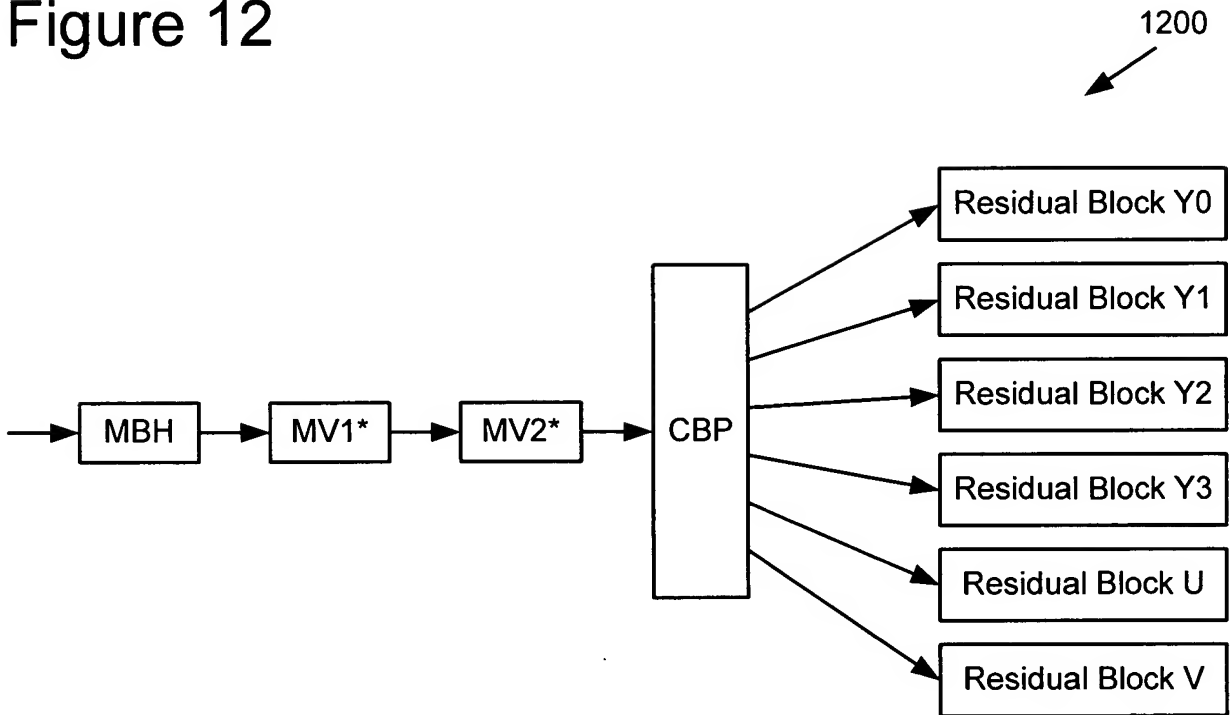 Figure 12
1200
MBH
MV1*
MV2*
CBP
Residual Block Y0
Residual Block Y1
Residual Block Y2
Residual Block Y3
Residual Block U
Residual Block V